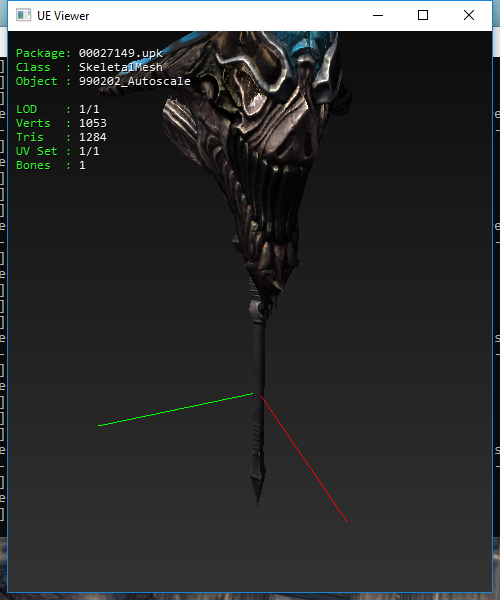 UE Viewer
Package: 00027149.upk
Class  : SkeletalMesh
Object : 990202_Autoscale
LOD    : 1/1
Verts  : 1053
Tris   : 1284
UV Set : 1/1
Bones  : 1